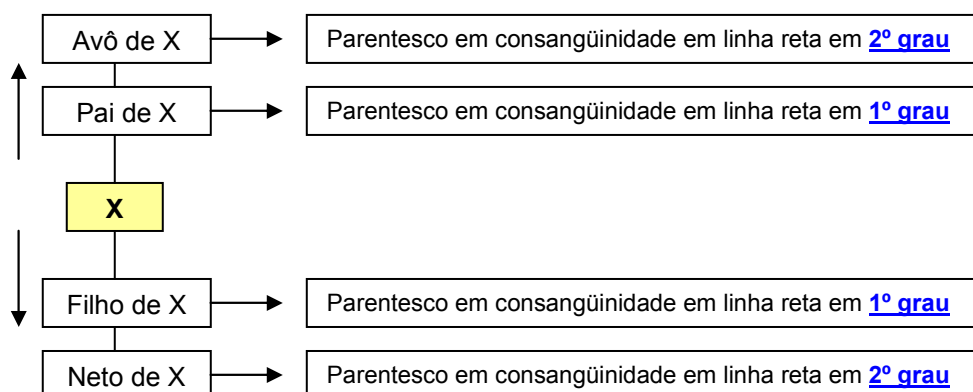 Avô de X Parentesco em consangüinidade em linha reta em 2º grau
Pai de X Parentesco em consangüinidade em linha reta em 1º grau
X
Filho de X Parentesco em consangüinidade em linha reta em 1º grau
Neto de X Parentesco em consangüinidade em linha reta em 2º grau